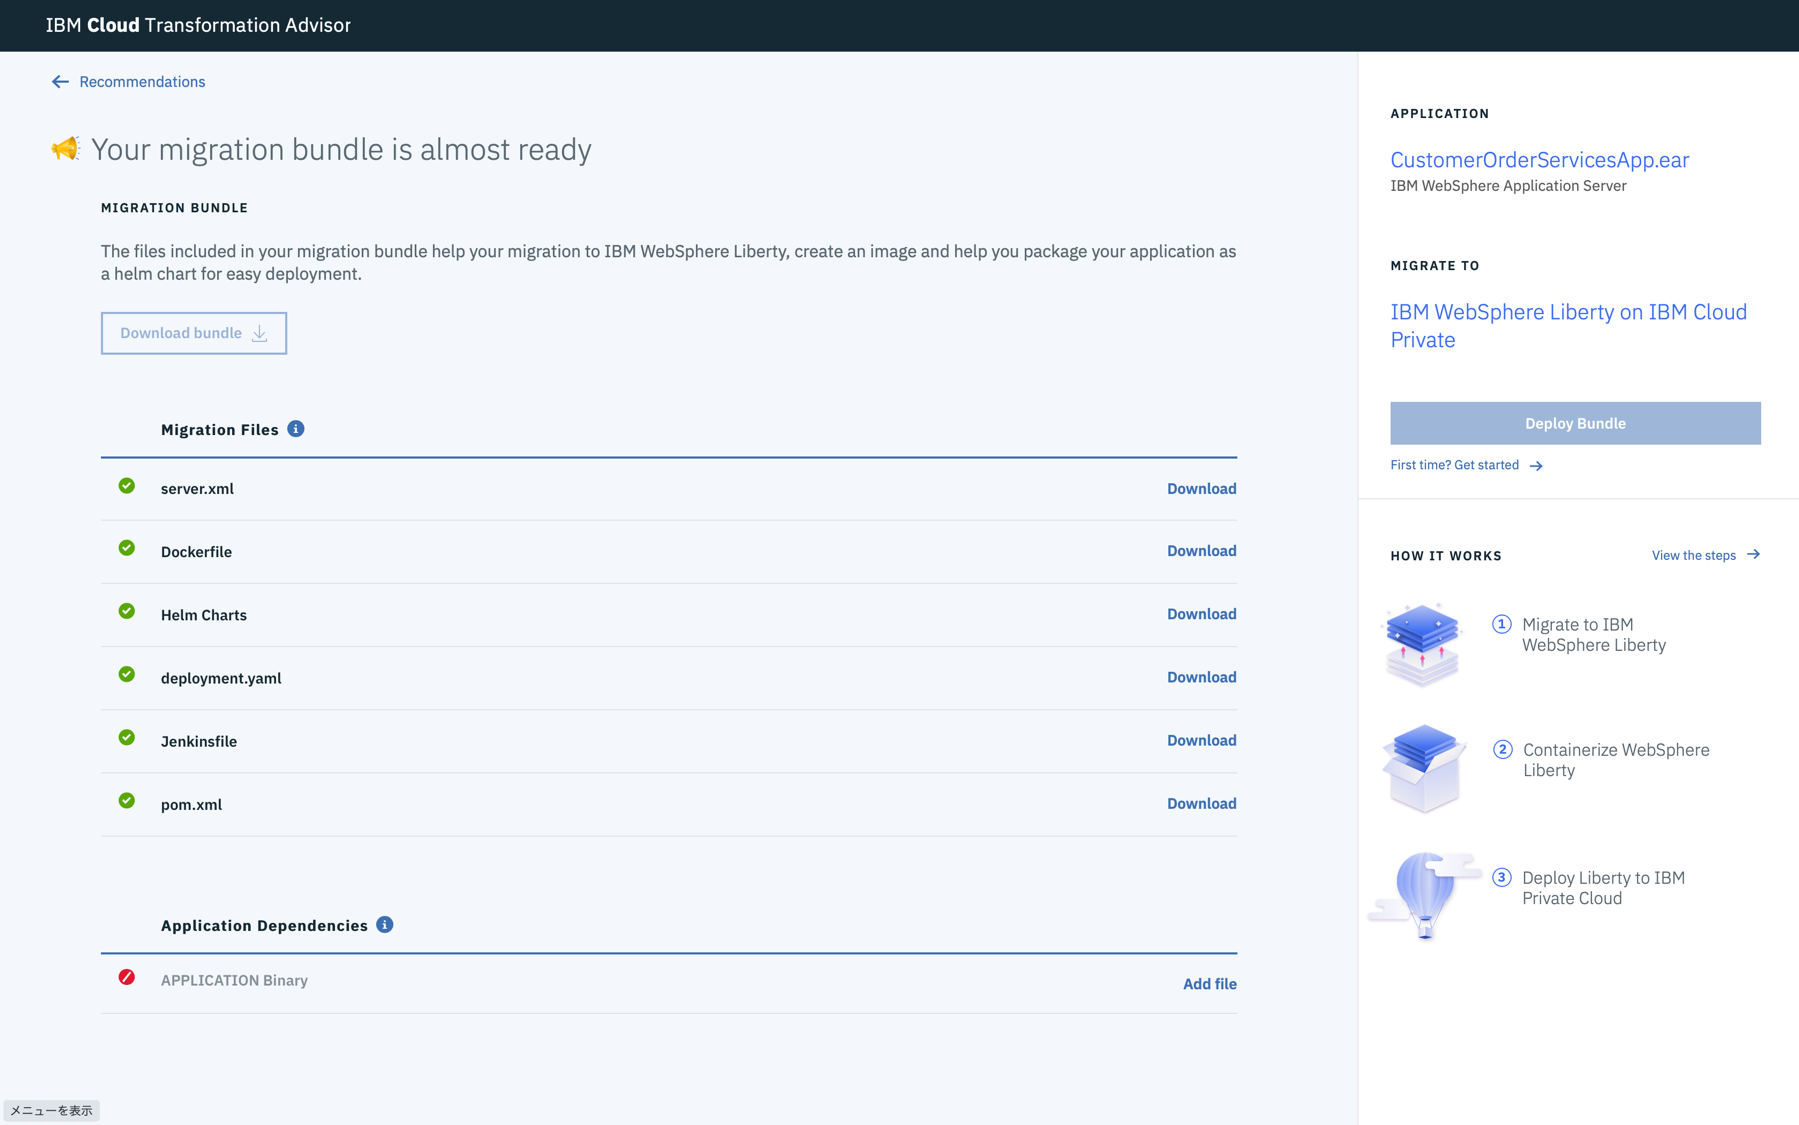 IBM Cloud Transformation Advisor
Recommendations
Your migration bundle is almost ready
MIGRATION BUNDLE
The files included in your migration bundle help your migration to IBM WebSphere Liberty, create an image and help you package your application as
a helm chart for easy deployment.
Download bundle
Migration Files
server.xml
Download
Dockerfile
Download
Helm Charts
Download
deployment.yaml
Download
Jenkinsfile
Download
pom.xml
Download
Application Dependencies
APPLICATION Binary
Add file
メニューを表示
APPLICATION
CustomerOrderServicesApp.ear
IBM WebSphere Application Server
MIGRATE TO
IBM WebSphere Liberty on IBM Cloud
Private
Deploy Bundle
First time? Get started
HOW IT WORKS
View the steps
1 Migrate to IBM
WebSphere Liberty
2 Containerize WebSphere
Liberty
3 Deploy Liberty to IBM
Private Cloud